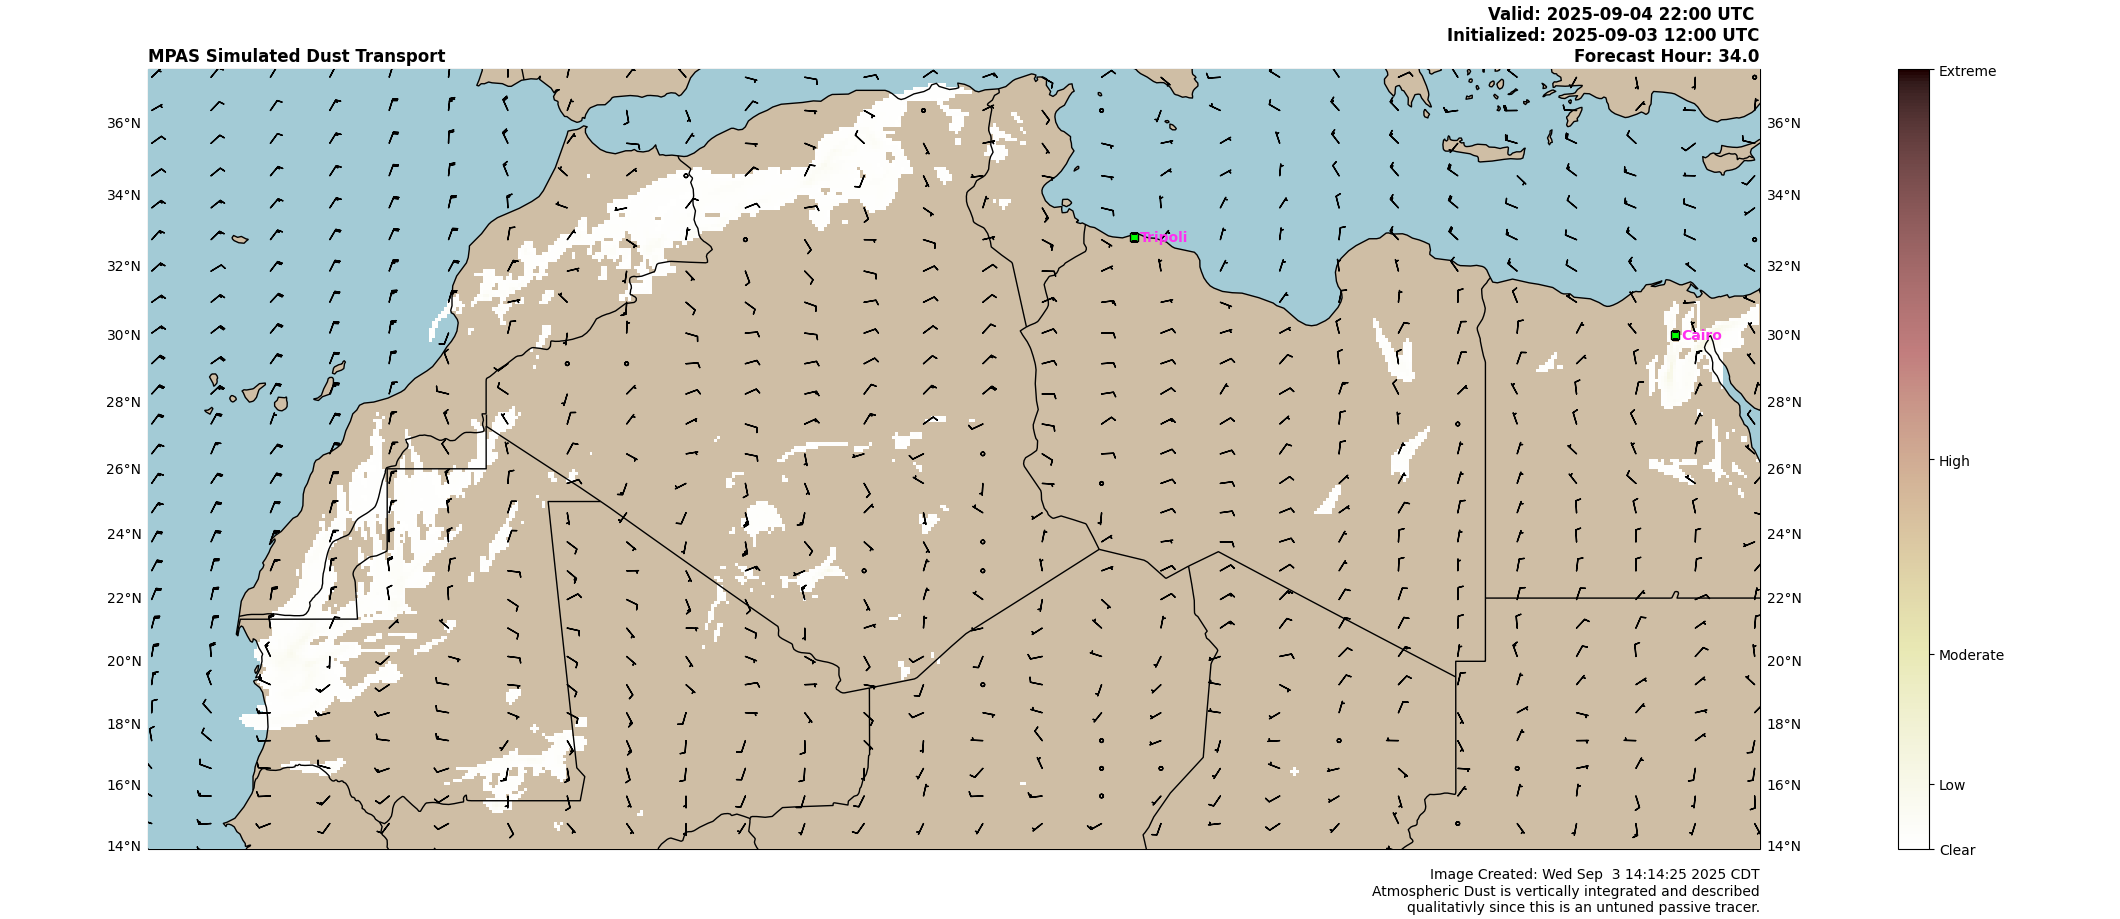 Valid: 2025-09-04 22:00 UTC
Initialized: 2025-09-03 12:00 UTC
MPAS Simulated Dust Transport
Forecast Hour: 34.0
Extreme
36°N
36°N
34°N
34°N
Tripoli
32°N
32°N
30°N
Cairo
30°N
28°N
28°N
High
26°N
26°N
24°N
24°N
22°N
22°N
Moderate
20°N
20°N
18°N
18°N
16°N
16°N
Low
14°N
14°N
Clear
Image Created: Wed Sep  3 14:14:25 2025 CDT
Atmospheric Dust is vertically integrated and described
qualitativly since this is an untuned passive tracer.